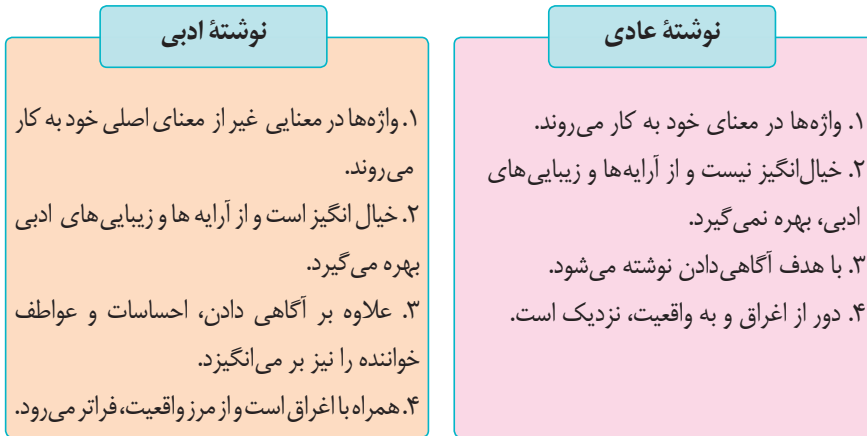 نوشتهٔ عادی
۱. واژه‌ها در معنای خود به کار می‌روند.
۲. خیال‌انگیز نیست و از آرایه‌ها و زیبایی‌های
ادبی، بهره نمی‌گیرد.
۳. با هدف آگاهی‌دادن نوشته می‌شود.
۴. دور از اغراق و به واقعیت، نزدیک است.
نوشتهٔ ادبی
۱. واژه‌ها در معنایی غیر از معنای اصلی خود به کار
می‌روند.
۲. خیال انگیز است و از آرایه ها و زیبایی‌های ادبی
بهره می‌گیرد.
۳. علاوه بر آگاهی دادن، احساسات و عواطف
خواننده را نیز بر می‌انگیزد.
۴. همراه با اغراق است و از مرز واقعیت، فراتر می‌رود.